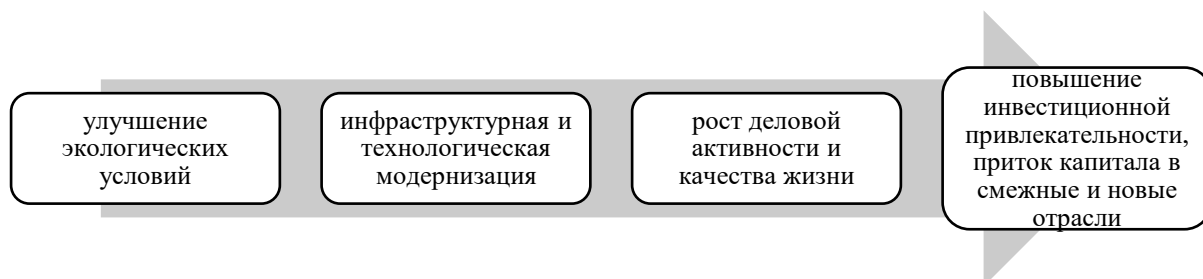 улучшение
экологических
условий
инфраструктурная и
технологическая
модернизация
рост деловой
активности и
качества жизни
повышение
инвестиционной
привлекательности,
приток капитала в
смежные и новые
отрасли